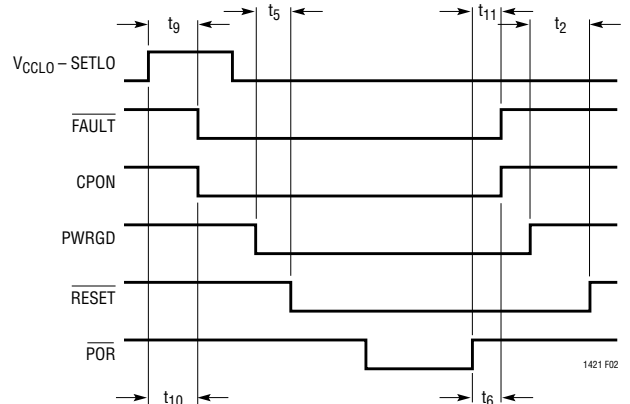 t9 t5 t11 t2
VCCLO – SETLO
FAULT
CPON
PWRGD
RESET
POR
1421 F02
t10 t6